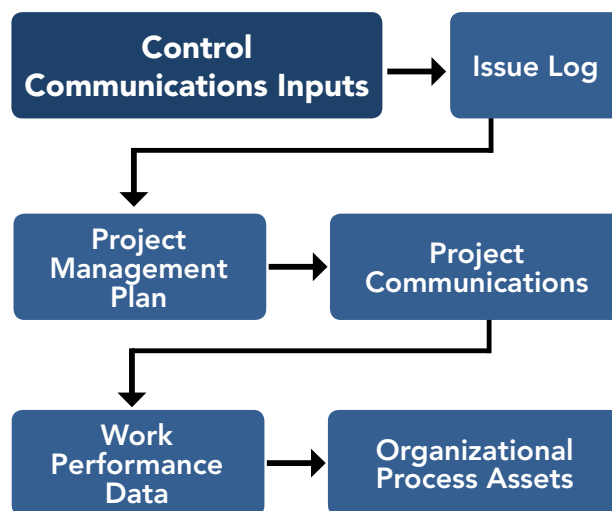 Control
Communications Inputs
Issue Log
Project
Management
Plan
Project
Communications
Work
Performance
Data
Organizational
Process Assets